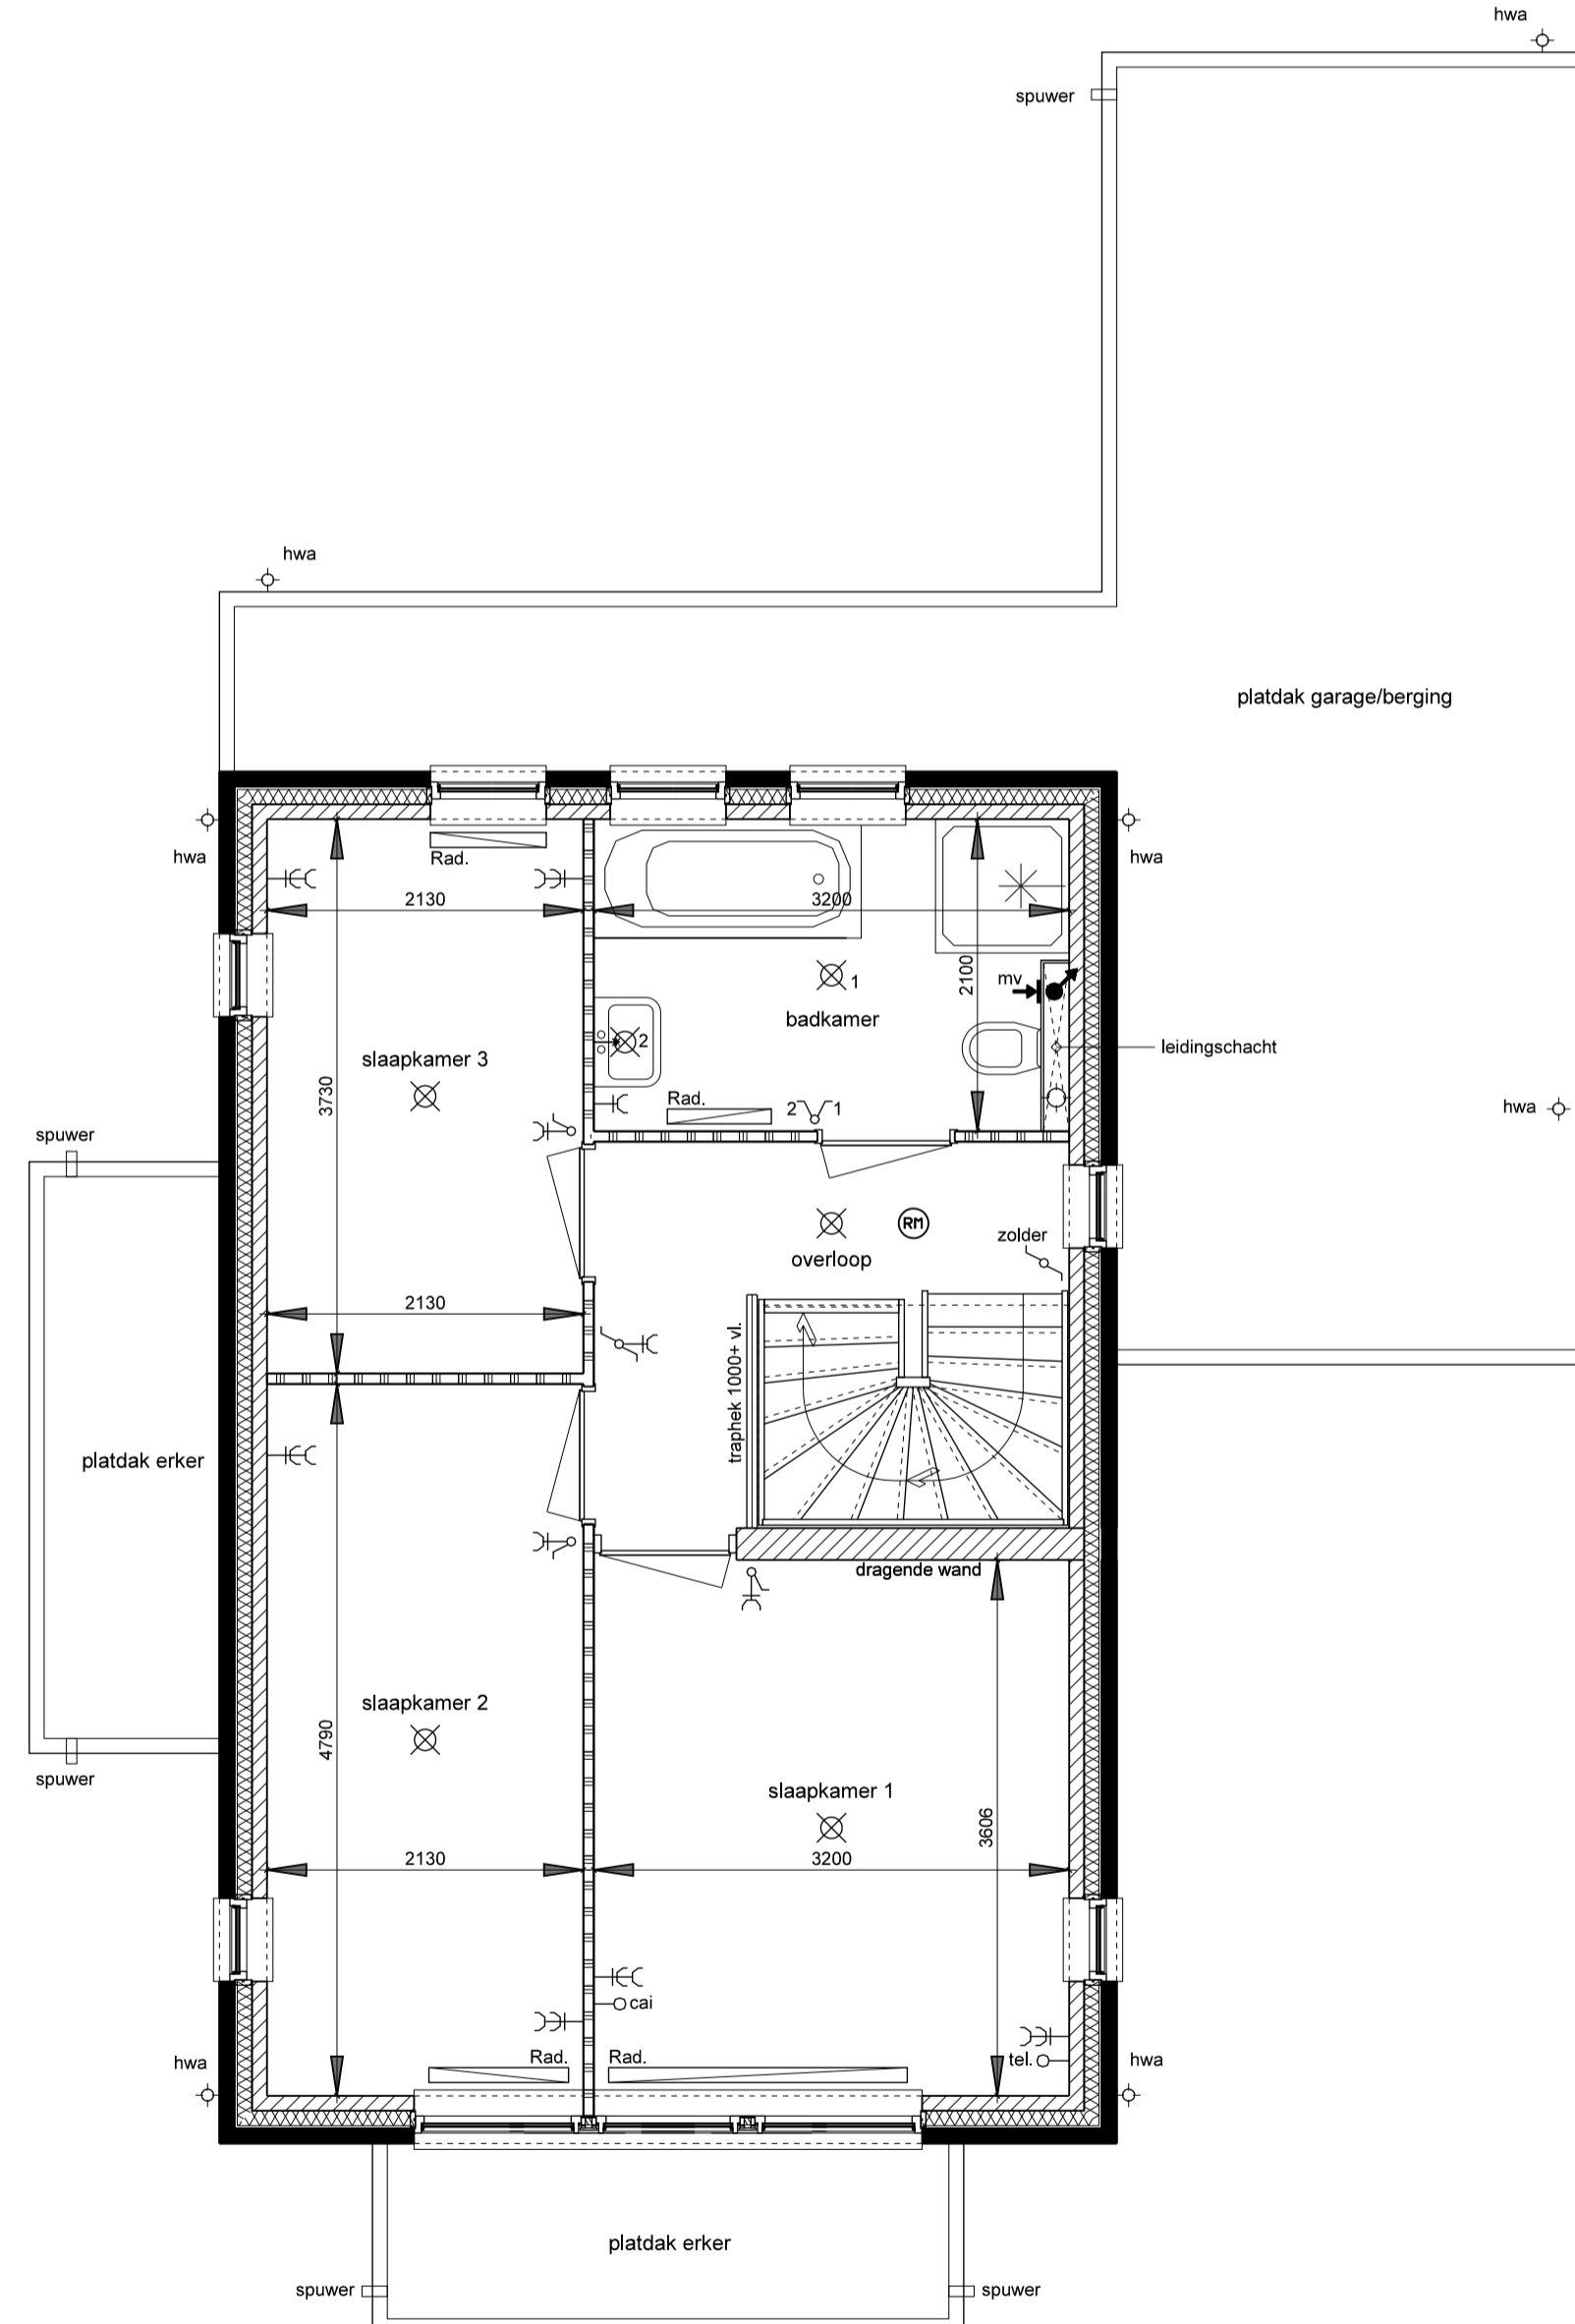 hwa
spuwer
hwa
platdak garage/berging
hwa
hwa
Rad.
2130
3200
2100
mv
1
badkamer
2
leidingschacht
slaapkamer 3
3730
Rad.
2 1
hwa
spuwer
RM
zolder
overloop
2130
traphek 1000+ vl.
platdak erker
dragende wand
slaapkamer 2
4790
spuwer
slaapkamer 1
3606
2130
3200
cai
Rad.
Rad.
tel.
hwa
hwa
platdak erker
spuwer
spuwer